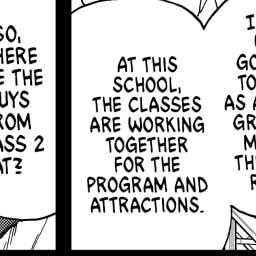 SO,
HERE
E THE
UYS
ROM
ASS 2
AT?
AT THIS
SCHOOL,
THE CLASSES
ARE WORKING
TOGETHER
FOR THE
PROGRAM AND
ATTRACTIONS.
I
GO
TO
AS A
GR
M
TH